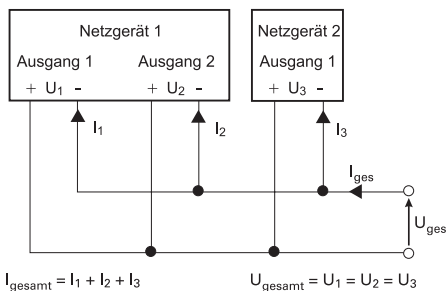 Netzgerät 1
Netzgerät 2
Ausgang 1
Ausgang 2
Ausgang 1
+ U₁ −
+ U₂ −
+ U₃ −
I₁
I₂
I₃
Iges
Uges
Igesamt = I₁ + I₂ + I₃
Ugesamt = U₁ = U₂ = U₃